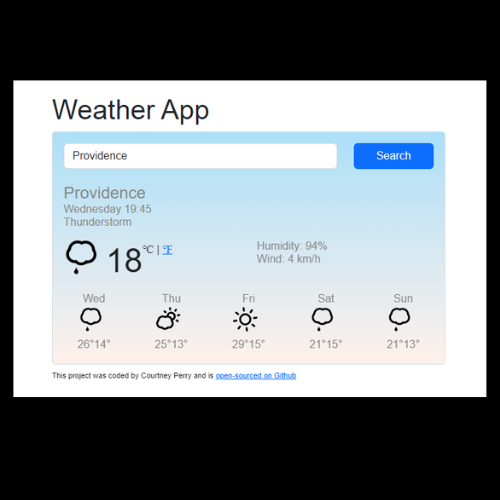 Weather App
Providence
Search
Providence
Wednesday 19:45
Thunderstorm
18 °C | °F
Humidity: 94%
Wind: 4 km/h
Wed Thu Fri Sat Sun
26°14° 25°13° 29°15° 21°15° 21°13°
This project was coded by Courtney Perry and is open-sourced on Github